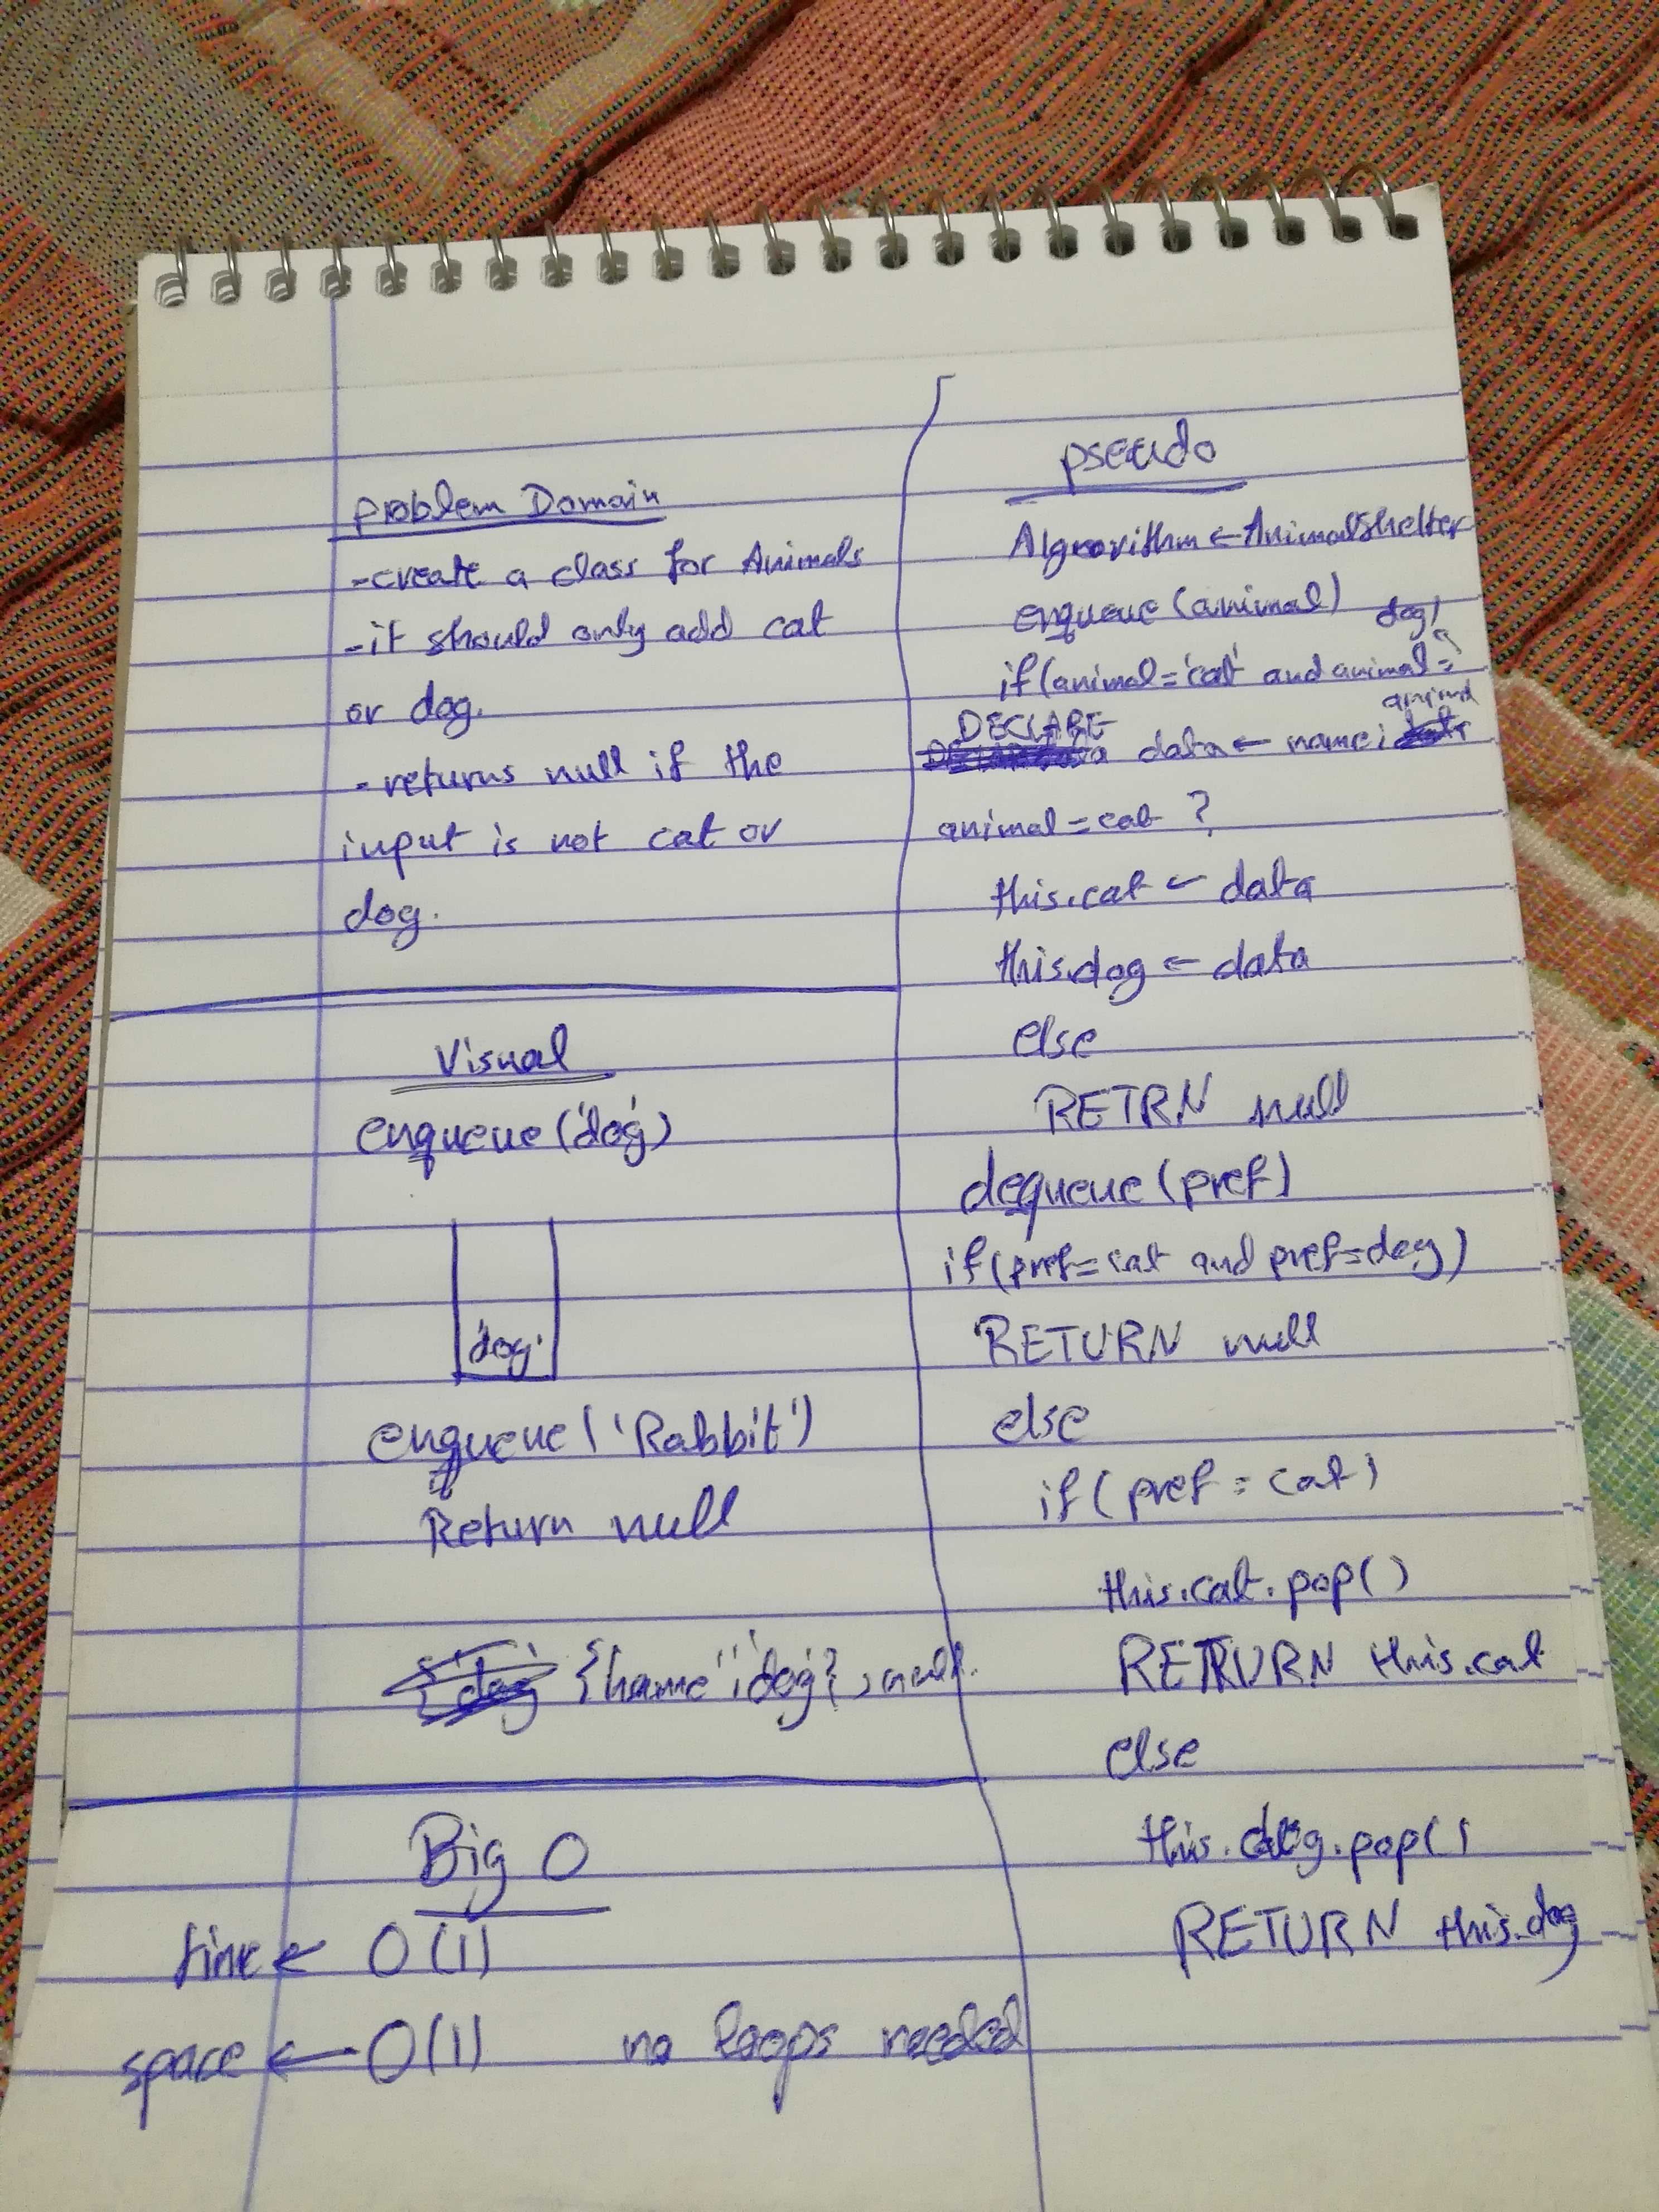 problem Domain
-create a class for Animals
-it should only add cat
or dog.
-returns null if the
input is not cat or
dog.
Visual
enqueue('dog')
'dog'
enqueue('Rabbit')
Return null
{name:'dog'}, null.
Big O
time ← O(1)
space ← O(1) no loops needed
pseudo
Algorithm ← AnimalShelter
enqueue(animal)
if(animal='cat' and animal='dog'
DECLARE data ← name: animal
animal=cat ?
this.cat ← data
this.dog ← data
else
RETRN null
dequeue(pref)
if(pref=cat and pref=dog)
RETURN null
else
if(pref=cat)
this.cat.pop()
RETURN this.cat
else
this.dog.pop()
RETURN this.dog